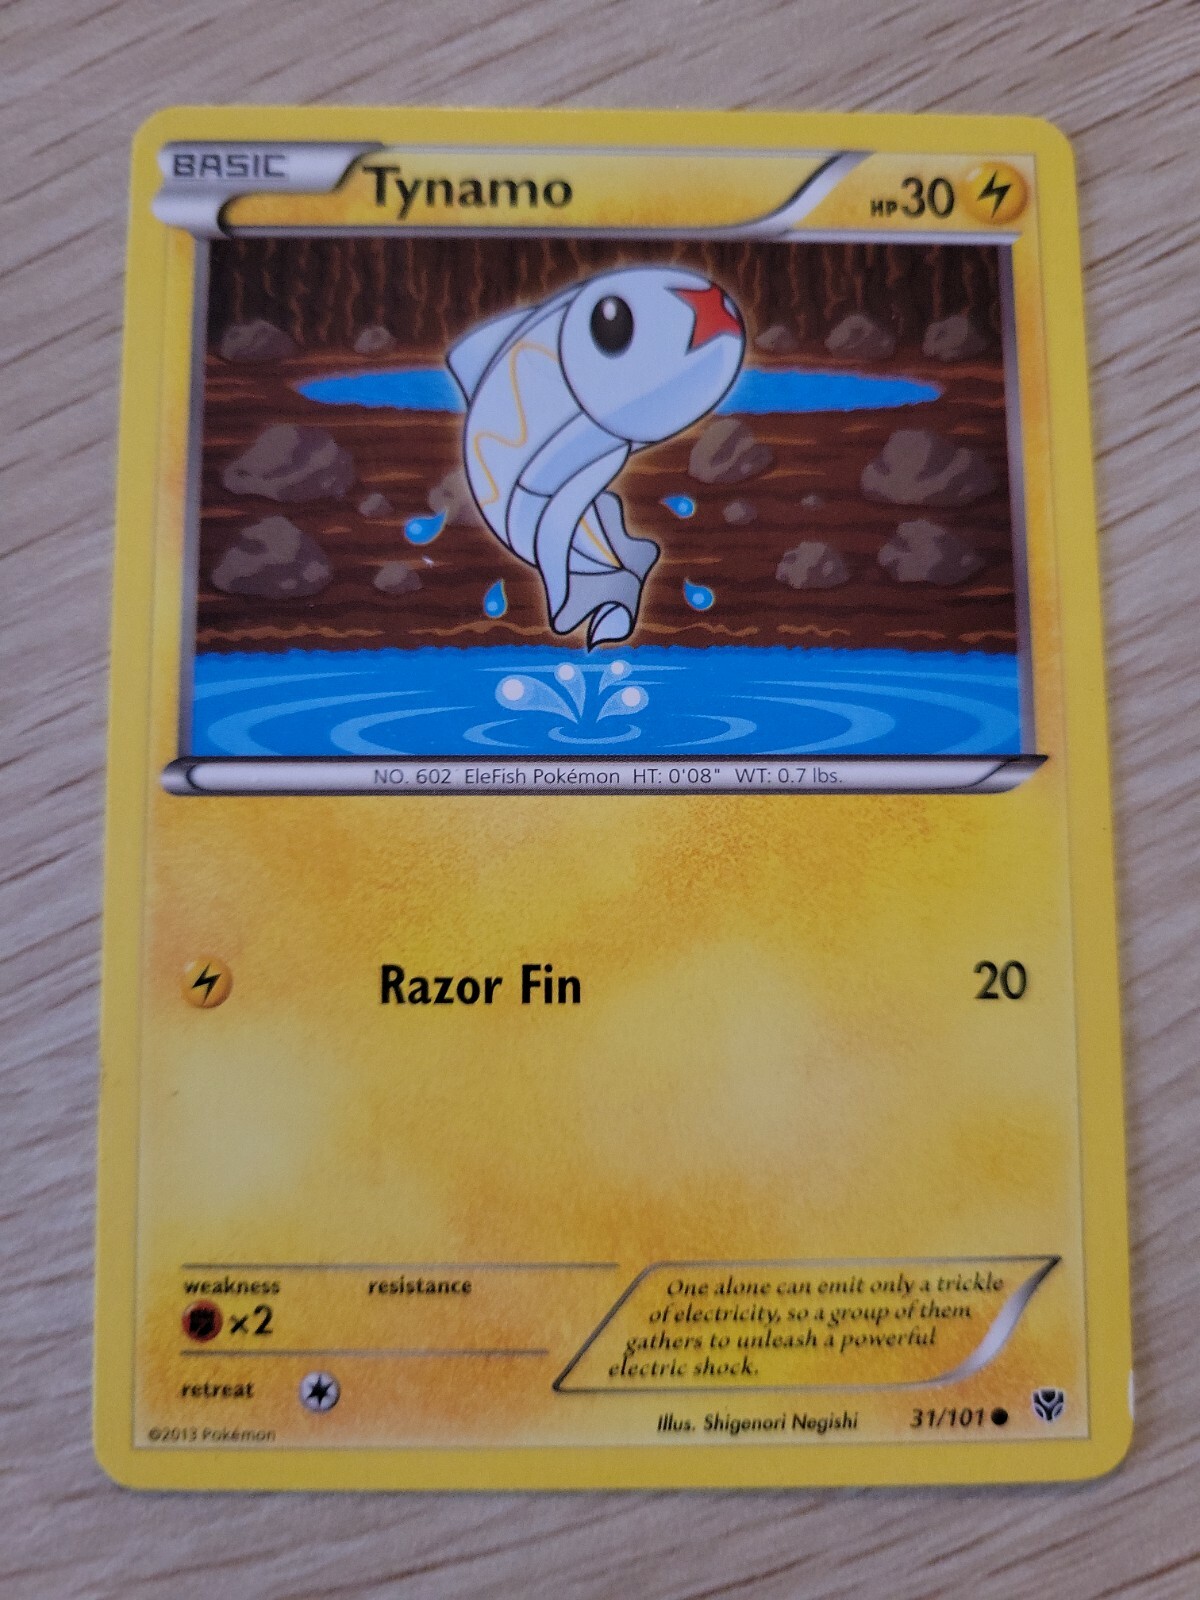 BASIC Tynamo HP30
NO. 602 EleFish Pokémon HT: 0'08" WT: 0.7 lbs.
Razor Fin 20
weakness resistance
×2
retreat
One alone can emit only a trickle
of electricity, so a group of them
gathers to unleash a powerful
electric shock.
Illus. Shigenori Negishi 31/101
©2013 Pokémon